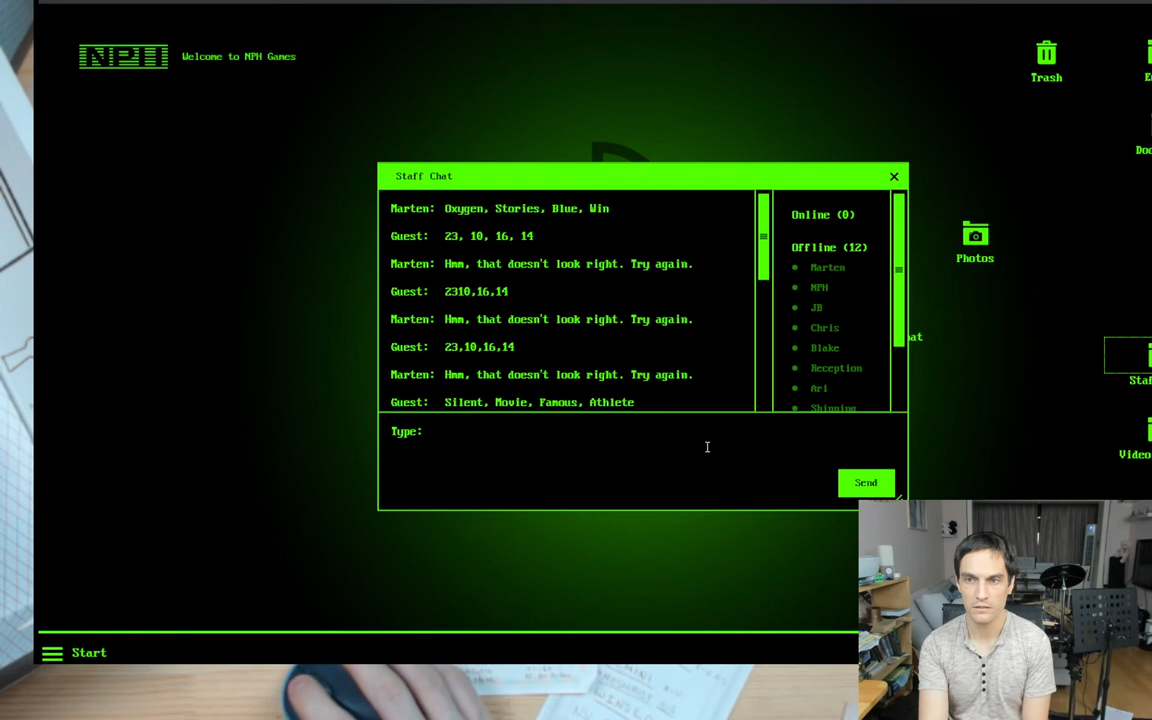 NPH Welcome to NPH Games
Trash
Staff Chat
Marten: Oxygen, Stories, Blue, Win
Guest: 23, 10, 16, 14
Marten: Hmm, that doesn't look right. Try again.
Guest: 2310,16,14
Marten: Hmm, that doesn't look right. Try again.
Guest: 23,10,16,14
Marten: Hmm, that doesn't look right. Try again.
Guest: Silent, Movie, Famous, Athlete
Type:
Send
Online (0)
Offline (12)
Marten
NPH
JB
Chris
Blake
Reception
Ari
Shipping
Photos
Video
Start